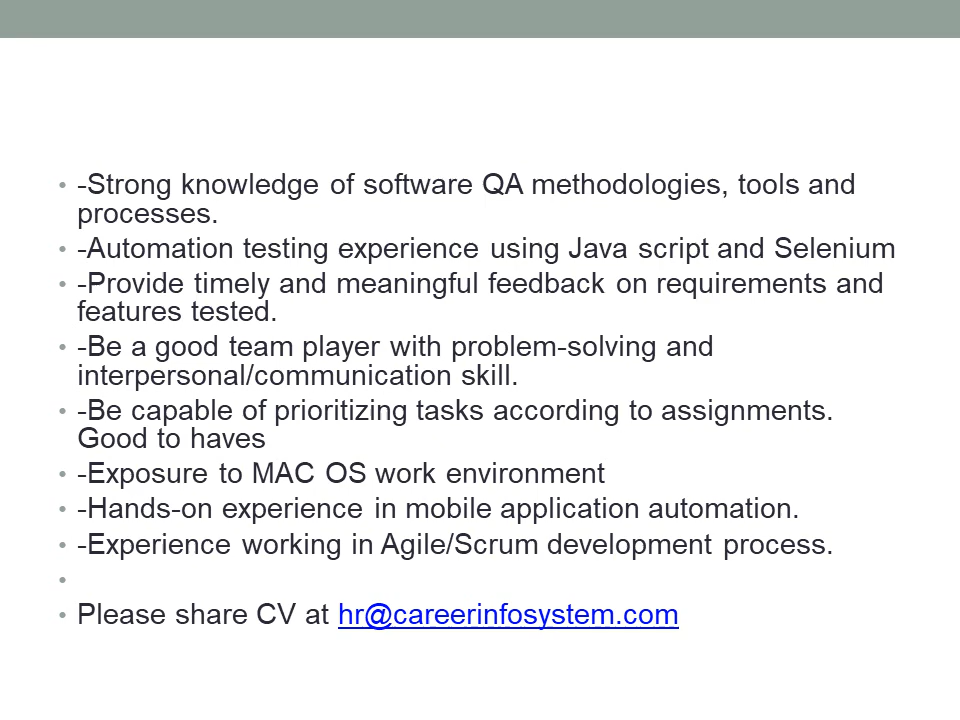 • -Strong knowledge of software QA methodologies, tools and
processes.
• -Automation testing experience using Java script and Selenium
• -Provide timely and meaningful feedback on requirements and
features tested.
• -Be a good team player with problem-solving and
interpersonal/communication skill.
• -Be capable of prioritizing tasks according to assignments.
Good to haves
• -Exposure to MAC OS work environment
• -Hands-on experience in mobile application automation.
• -Experience working in Agile/Scrum development process.
•
• Please share CV at hr@careerinfosystem.com